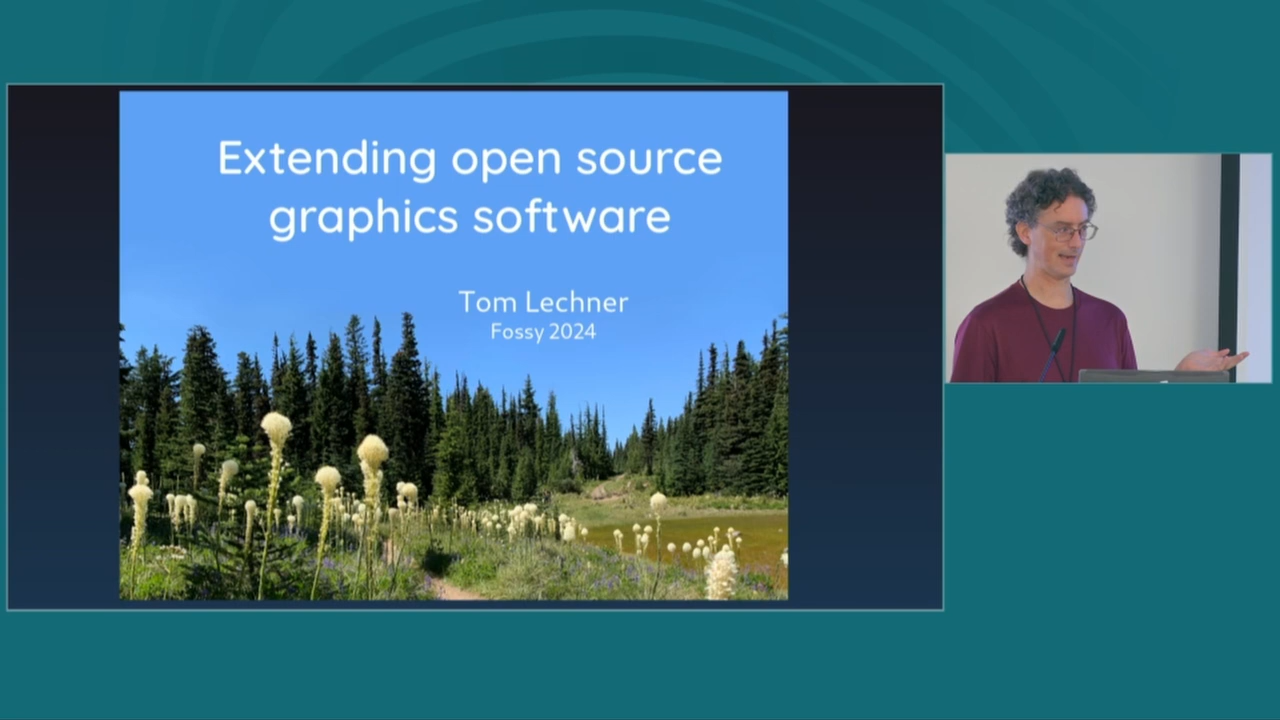 Extending open source
graphics software
Tom Lechner
Fossy 2024